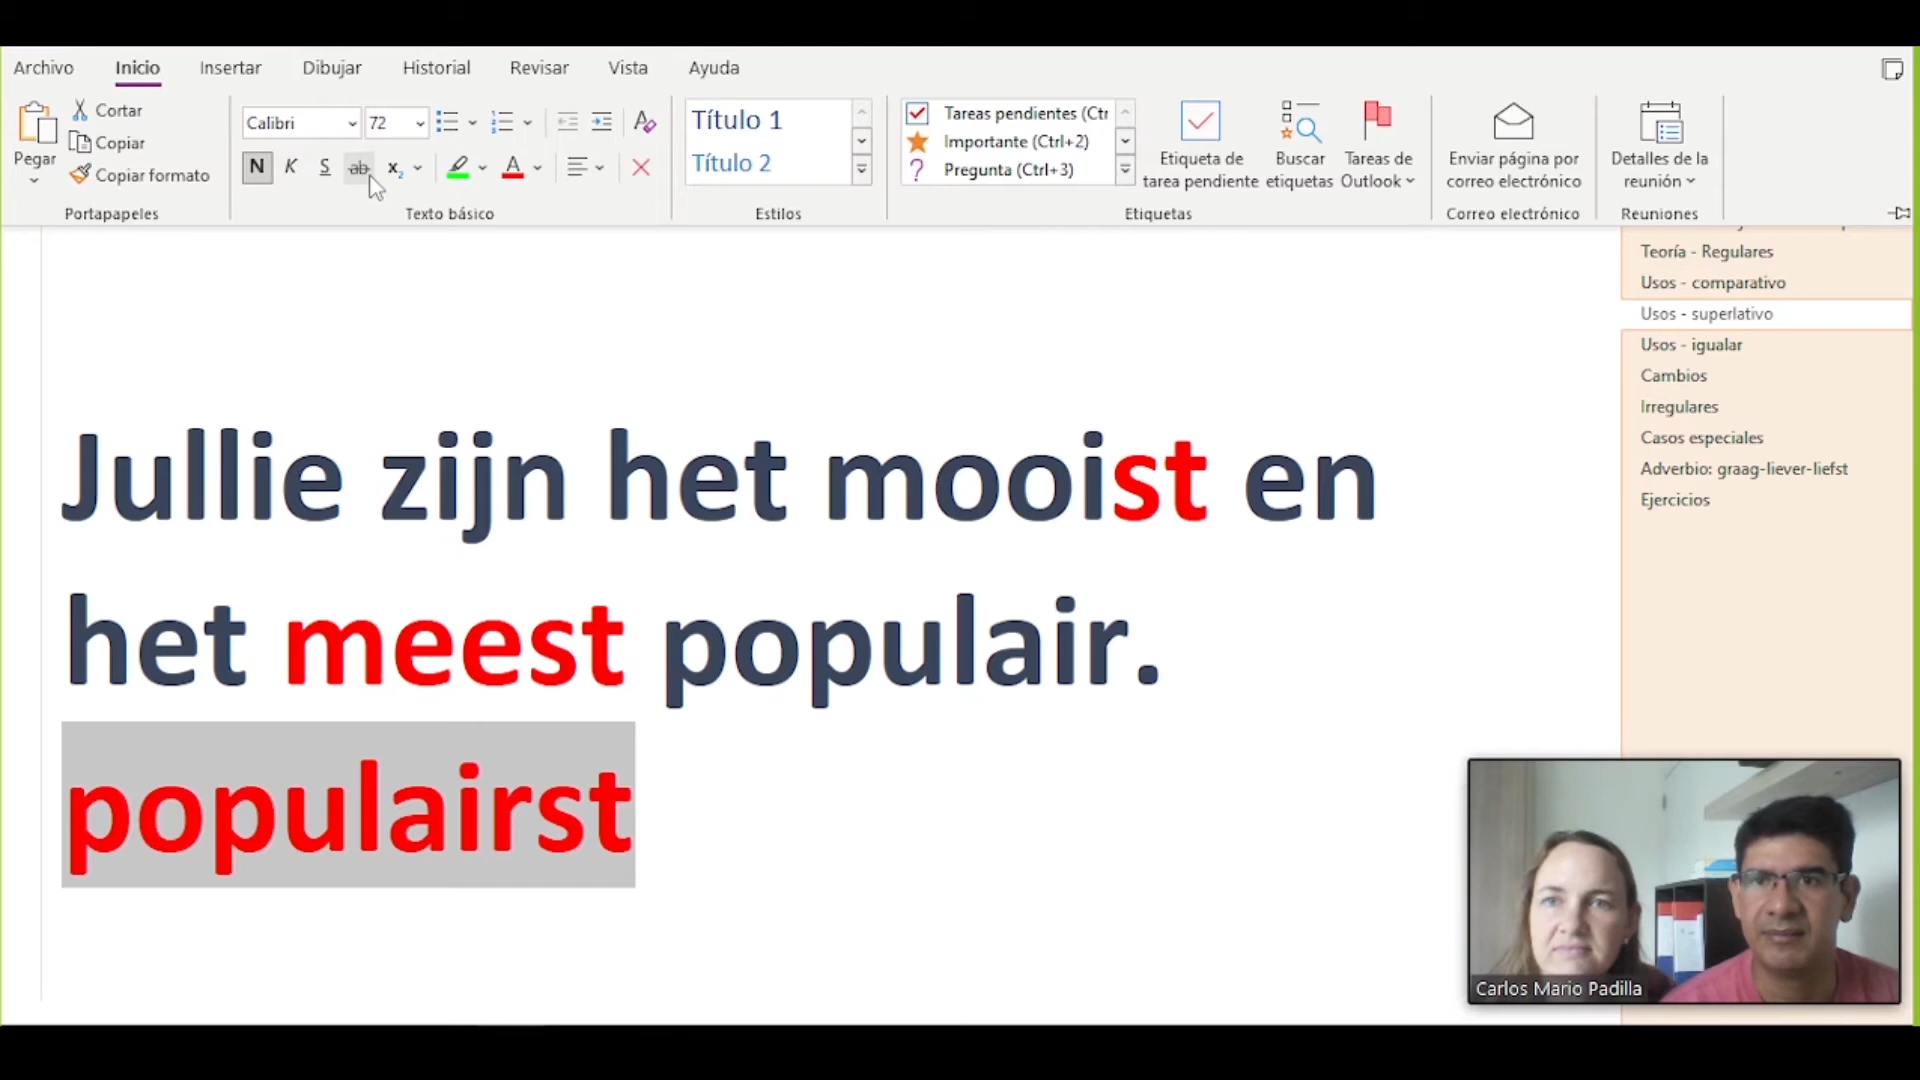 Archivo Inicio Insertar Dibujar Historial Revisar Vista Ayuda
Pegar
Cortar
Copiar
Copiar formato
Portapapeles
Calibri 72
N K S ab x₂ A
Texto básico
Título 1
Título 2
Estilos
Tareas pendientes (Ctr
Importante (Ctrl+2)
Pregunta (Ctrl+3)
Etiqueta de
tarea pendiente
Buscar
etiquetas
Tareas de
Outlook
Etiquetas
Enviar página por
correo electrónico
Correo electrónico
Detalles de la
reunión
Reuniones
Teoría - Regulares
Usos - comparativo
Usos - superlativo
Usos - igualar
Cambios
Irregulares
Casos especiales
Adverbio: graag-liever-liefst
Ejercicios
Jullie zijn het mooist en
het meest populair.
populairst
Carlos Mario Padilla